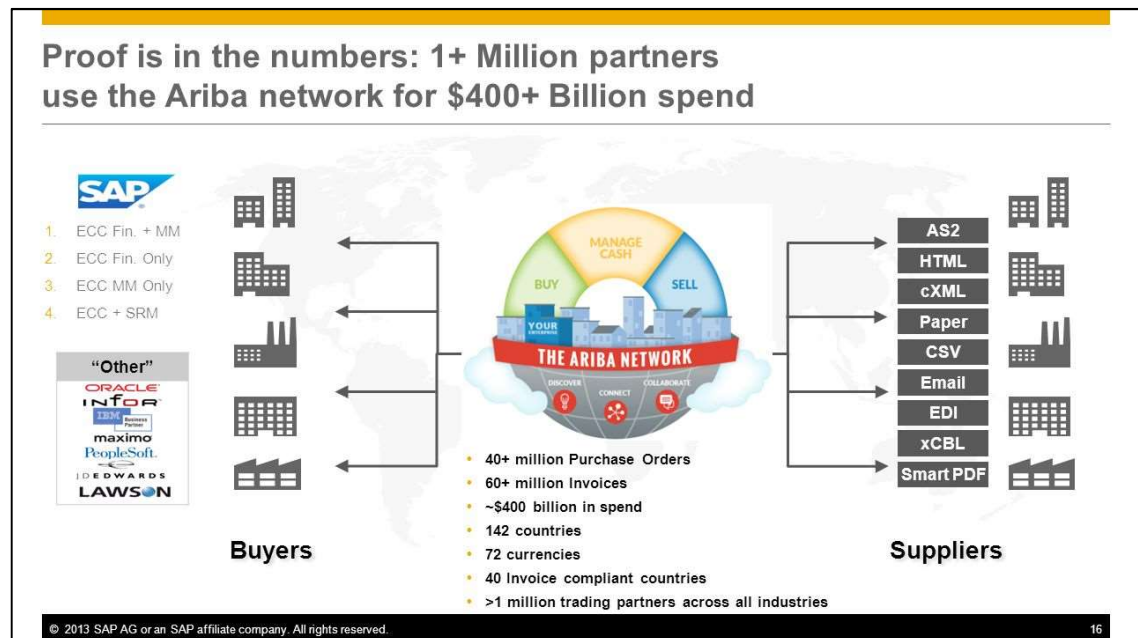 Proof is in the numbers: 1+ Million partners
use the Ariba network for $400+ Billion spend
SAP
1. ECC Fin. + MM
2. ECC Fin. Only
3. ECC MM Only
4. ECC + SRM
"Other"
ORACLE
infor
IBM Business Partner
maximo
PeopleSoft.
JDEDWARDS
LAWSON
Buyers
MANAGE
CASH
BUY
SELL
YOUR
ENTERPRISE
THE ARIBA NETWORK
DISCOVER
CONNECT
COLLABORATE
• 40+ million Purchase Orders
• 60+ million Invoices
• ~$400 billion in spend
• 142 countries
• 72 currencies
• 40 Invoice compliant countries
• >1 million trading partners across all industries
AS2
HTML
cXML
Paper
CSV
Email
EDI
xCBL
Smart PDF
Suppliers
© 2013 SAP AG or an SAP affiliate company. All rights reserved.
16